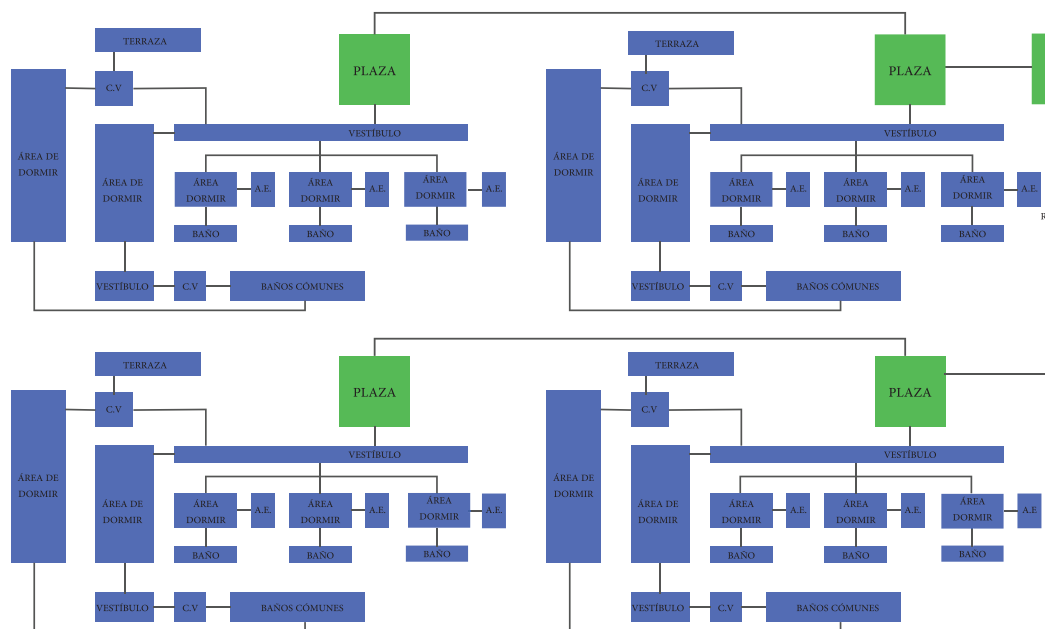 TERRAZA
C.V
PLAZA
VESTÍBULO
ÁREA DE
DORMIR
ÁREA DE
DORMIR
ÁREA
DORMIR
A.E.
ÁREA
DORMIR
A.E.
ÁREA
DORMIR
A.E.
BAÑO
BAÑO
BAÑO
VESTÍBULO
C.V
BAÑOS CÓMUNES
TERRAZA
C.V
PLAZA
VESTÍBULO
ÁREA DE
DORMIR
ÁREA DE
DORMIR
ÁREA
DORMIR
A.E.
ÁREA
DORMIR
A.E.
ÁREA
DORMIR
A.E.
R
BAÑO
BAÑO
BAÑO
VESTÍBULO
C.V
BAÑOS CÓMUNES
TERRAZA
C.V
PLAZA
VESTÍBULO
ÁREA DE
DORMIR
ÁREA DE
DORMIR
ÁREA
DORMIR
A.E.
ÁREA
DORMIR
A.E.
ÁREA
DORMIR
A.E.
BAÑO
BAÑO
BAÑO
VESTÍBULO
C.V
BAÑOS CÓMUNES
TERRAZA
C.V
PLAZA
VESTÍBULO
ÁREA DE
DORMIR
ÁREA DE
DORMIR
ÁREA
DORMIR
A.E.
ÁREA
DORMIR
A.E.
ÁREA
DORMIR
A.E
BAÑO
BAÑO
BAÑO
VESTÍBULO
C.V
BAÑOS CÓMUNES